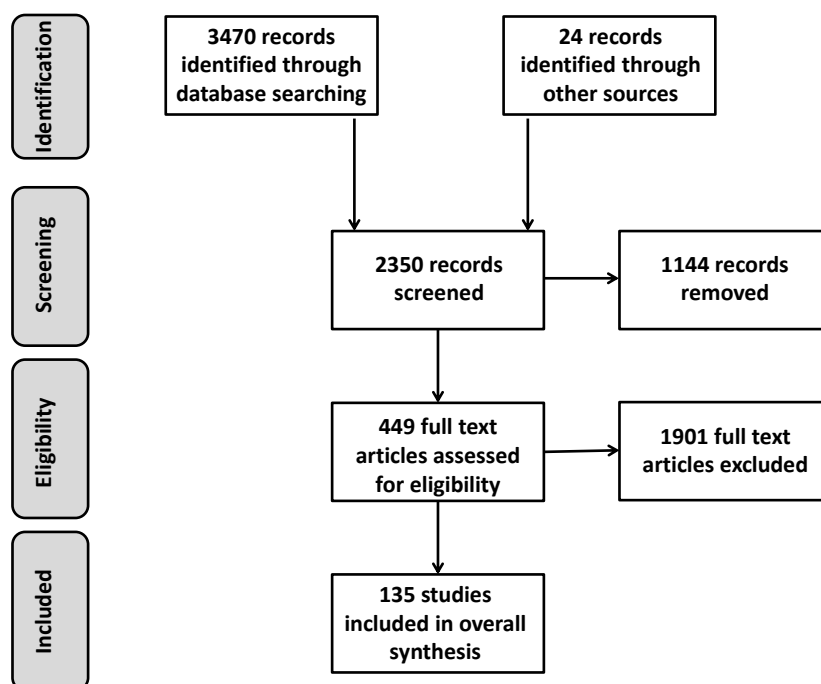 Identification
3470 records
identified through
database searching
24 records
identified through
other sources
Screening
2350 records
screened
1144 records
removed
Eligibility
449 full text
articles assessed
for eligibility
1901 full text
articles excluded
Included
135 studies
included in overall
synthesis